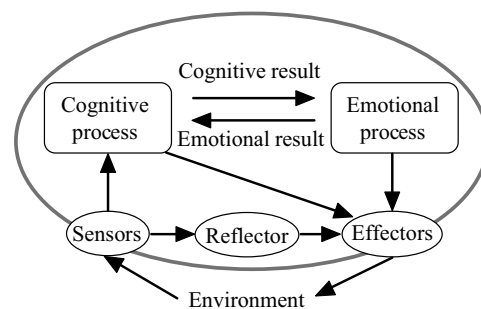 Cognitive result
Cognitive
process
Emotional
process
Emotional result
Sensors
Reflector
Effectors
Environment